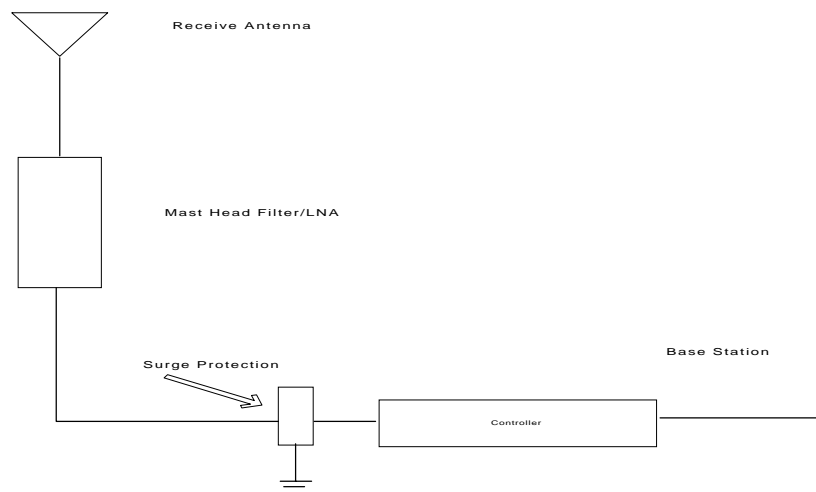 Receive Antenna
Mast Head Filter/LNA
Base Station
Surge Protection
Controller